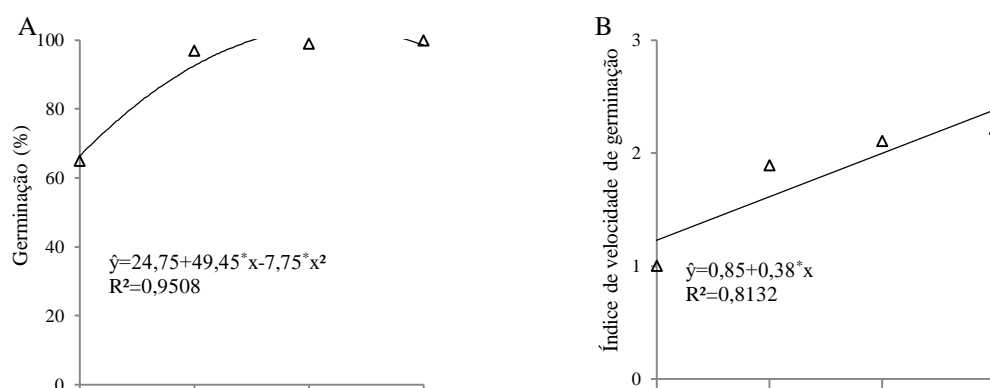 A
Germinação (%)
100
80
60
40
20
0
ŷ=24,75+49,45*x-7,75*x²
R²=0,9508
B
Índice de velocidade de germinação
3
2
1
0
ŷ=0,85+0,38*x
R²=0,8132